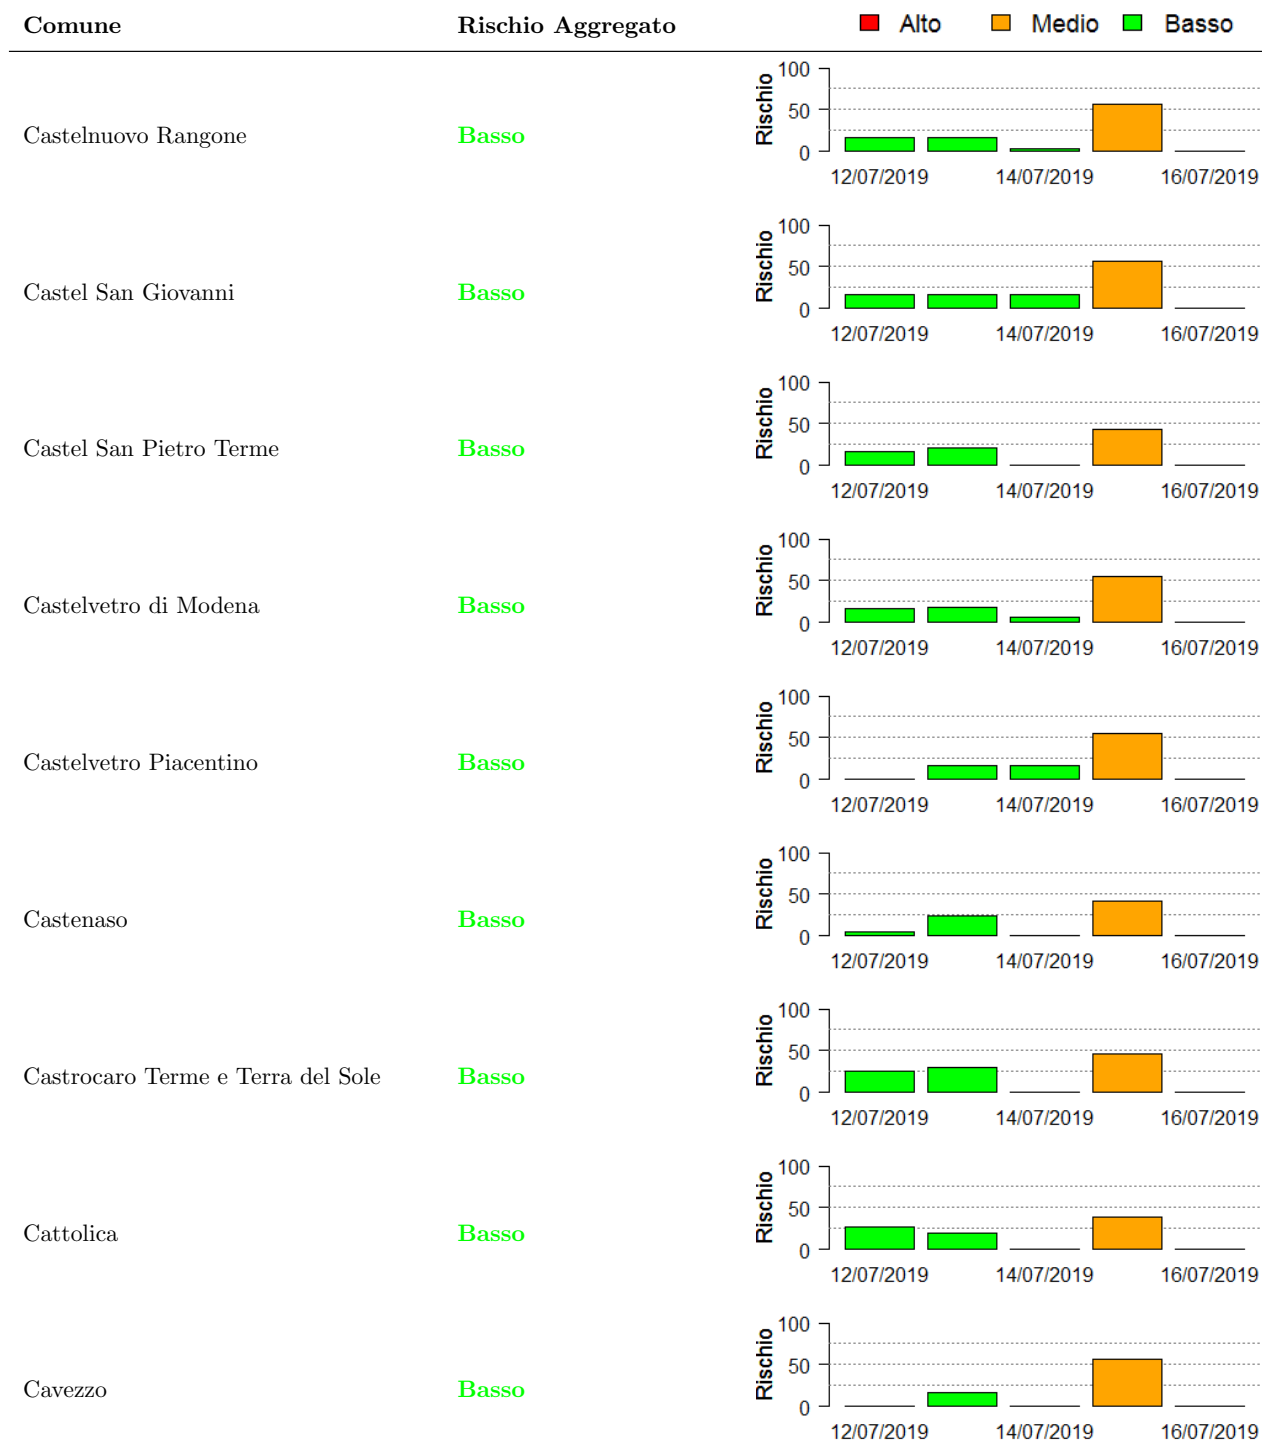 Comune Rischio Aggregato Alto Medio Basso
100
50
0
Rischio
Castelnuovo Rangone Basso
12/07/2019 14/07/2019 16/07/2019
100
50
0
Rischio
Castel San Giovanni Basso
12/07/2019 14/07/2019 16/07/2019
100
50
0
Rischio
Castel San Pietro Terme Basso
12/07/2019 14/07/2019 16/07/2019
100
50
0
Rischio
Castelvetro di Modena Basso
12/07/2019 14/07/2019 16/07/2019
100
50
0
Rischio
Castelvetro Piacentino Basso
12/07/2019 14/07/2019 16/07/2019
100
50
0
Rischio
Castenaso Basso
12/07/2019 14/07/2019 16/07/2019
100
50
0
Rischio
Castrocaro Terme e Terra del Sole Basso
12/07/2019 14/07/2019 16/07/2019
100
50
0
Rischio
Cattolica Basso
12/07/2019 14/07/2019 16/07/2019
100
50
0
Rischio
Cavezzo Basso
12/07/2019 14/07/2019 16/07/2019